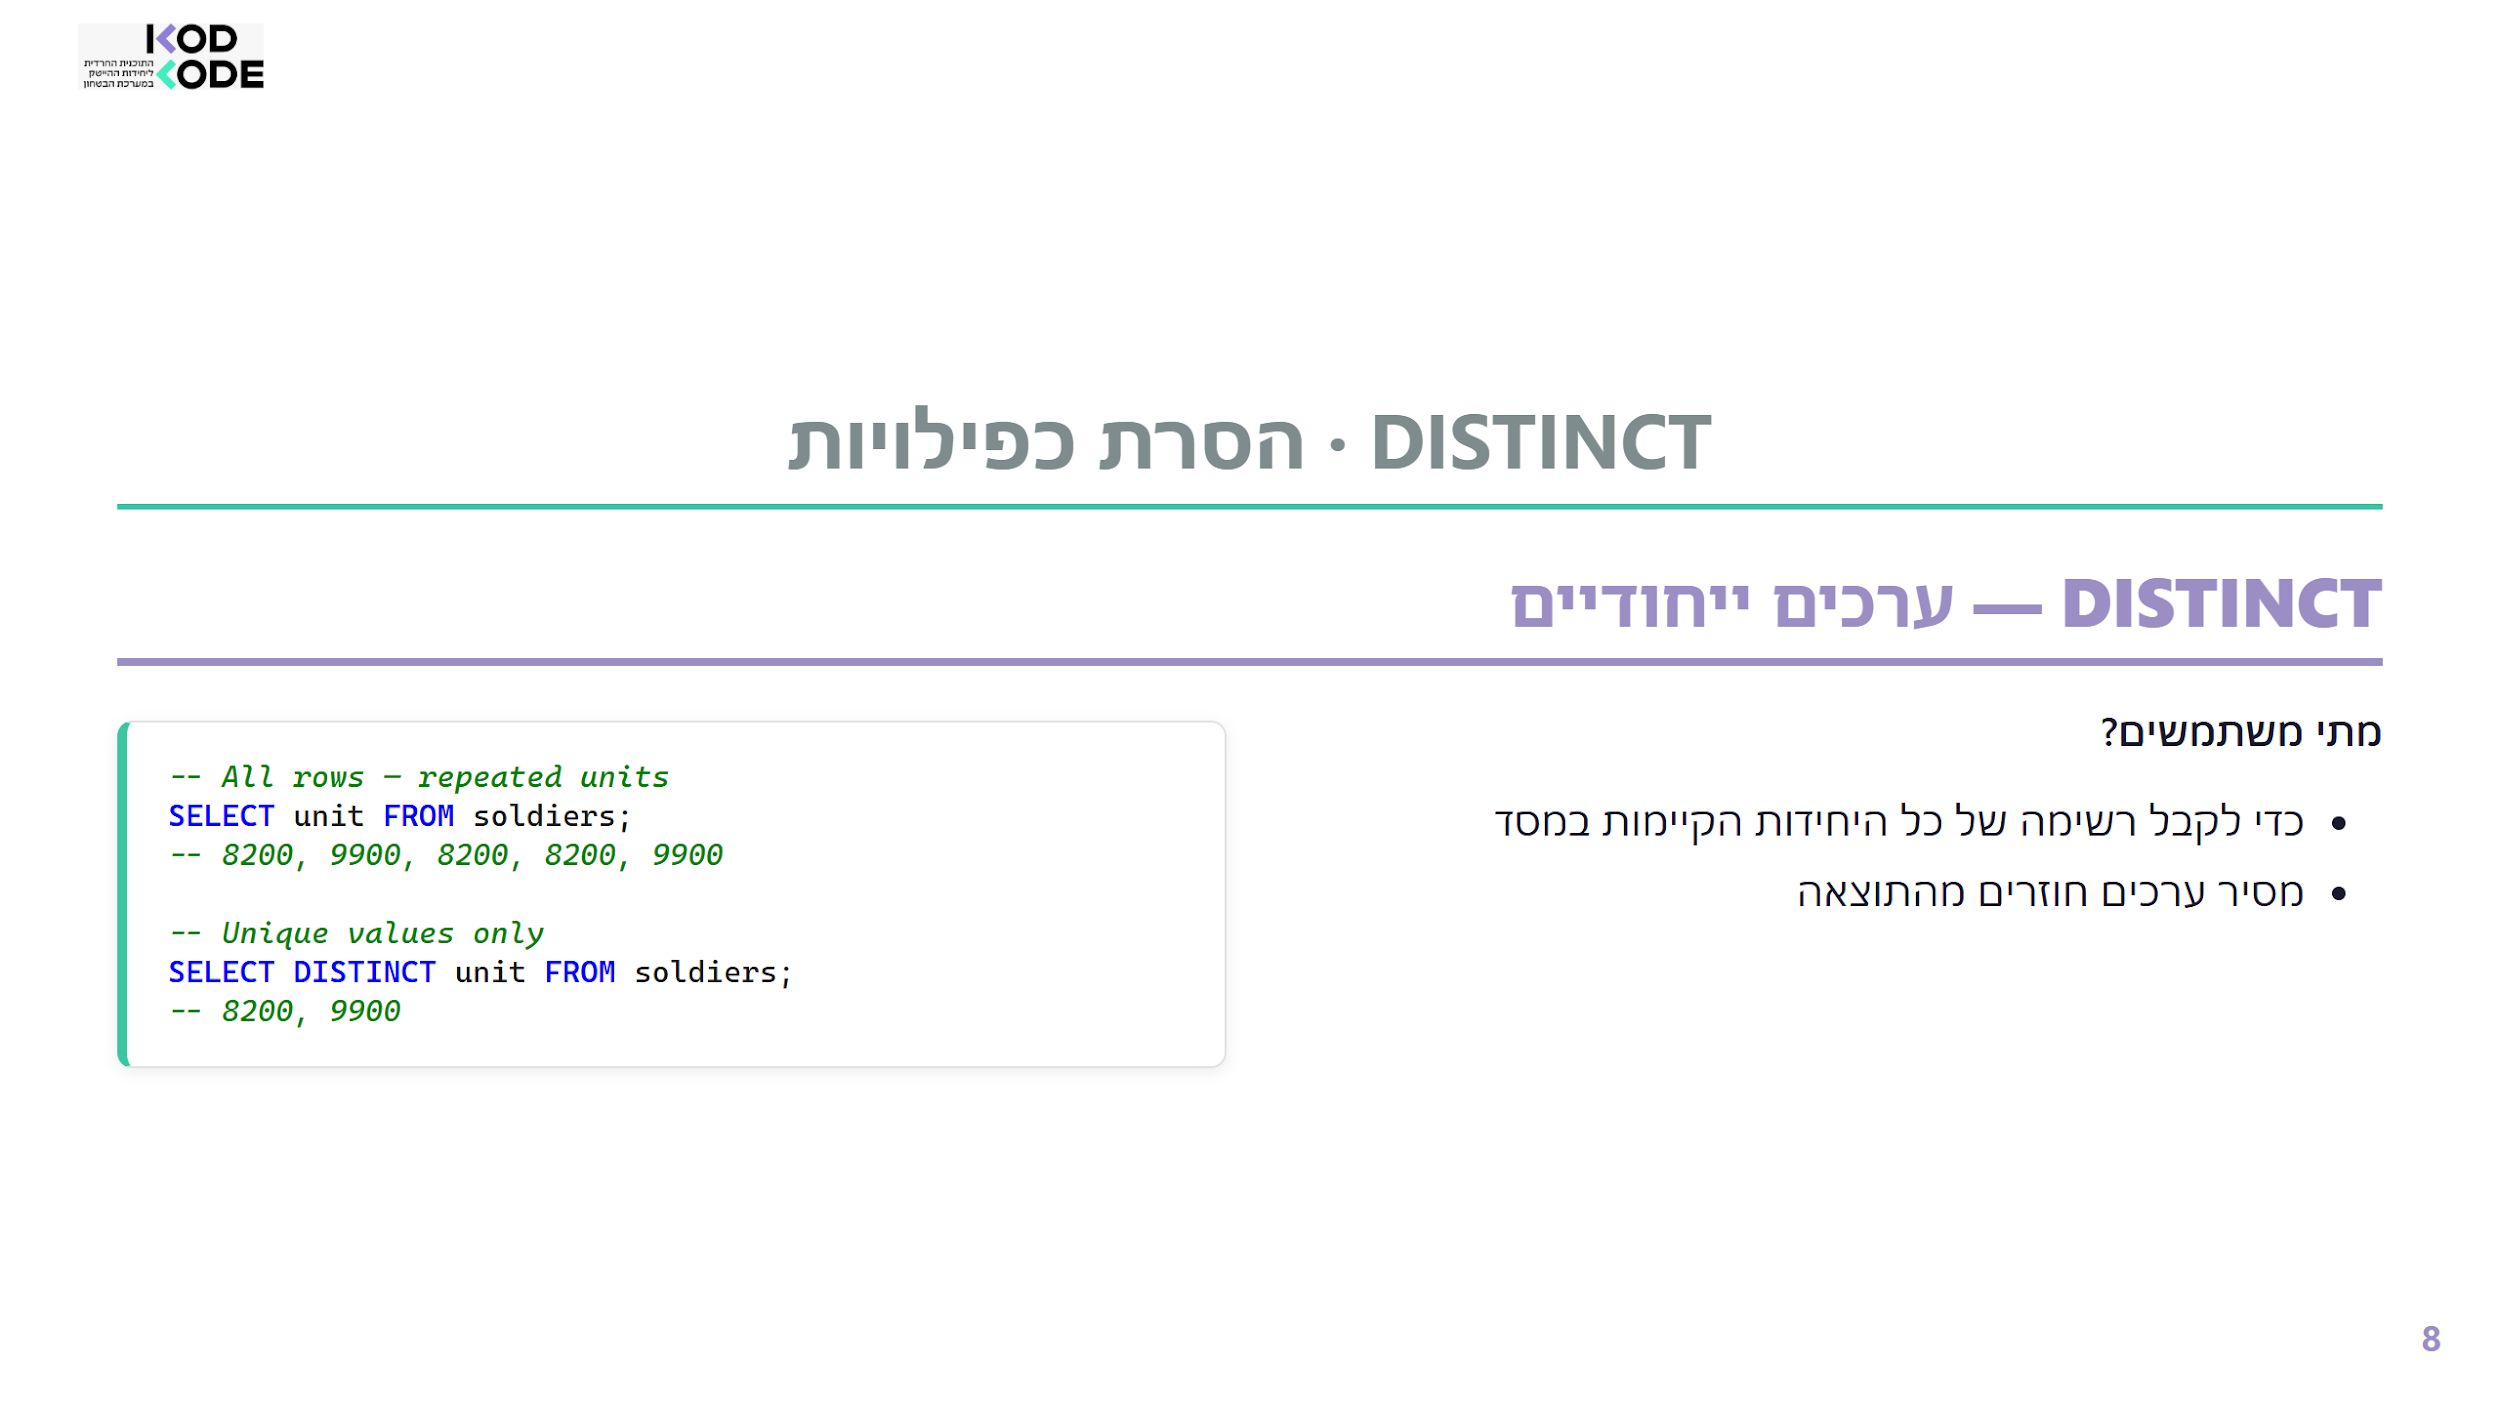 KOD
KODE
התוכנית החרדית
ליחידות ההייטק
במערכת הבטחון
DISTINCT · הסרת כפילויות
DISTINCT — ערכים ייחודיים
מתי משתמשים?
• כדי לקבל רשימה של כל היחידות הקיימות במסד
• מסיר ערכים חוזרים מהתוצאה
-- All rows — repeated units
SELECT unit FROM soldiers;
-- 8200, 9900, 8200, 8200, 9900
-- Unique values only
SELECT DISTINCT unit FROM soldiers;
-- 8200, 9900
8